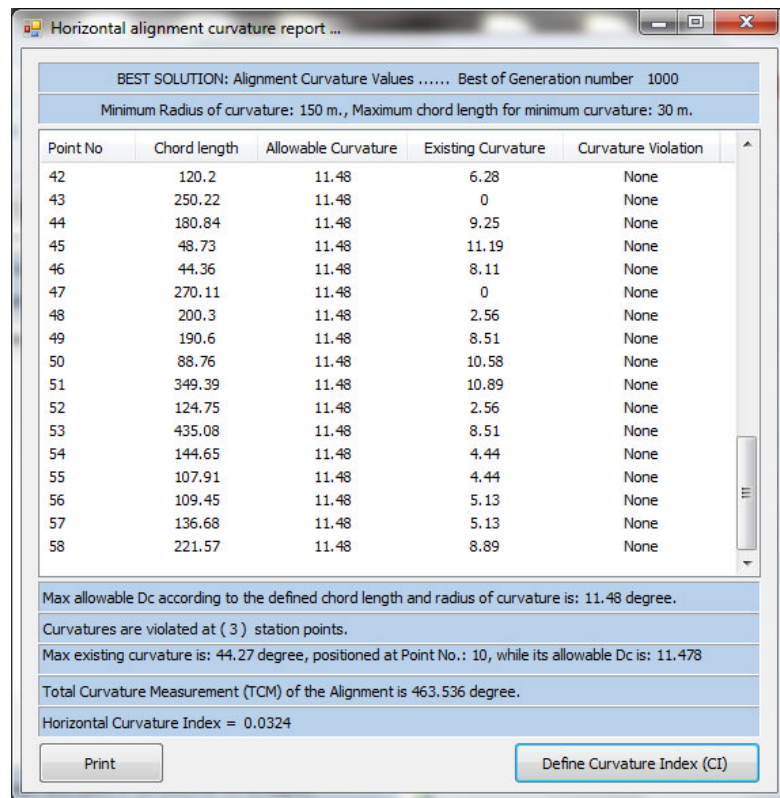 Horizontal alignment curvature report ...
BEST SOLUTION: Alignment Curvature Values ...... Best of Generation number 1000
Minimum Radius of curvature: 150 m., Maximum chord length for minimum curvature: 30 m.
Point No Chord length Allowable Curvature Existing Curvature Curvature Violation
42 120.2 11.48 6.28 None
43 250.22 11.48 0 None
44 180.84 11.48 9.25 None
45 48.73 11.48 11.19 None
46 44.36 11.48 8.11 None
47 270.11 11.48 0 None
48 200.3 11.48 2.56 None
49 190.6 11.48 8.51 None
50 88.76 11.48 10.58 None
51 349.39 11.48 10.89 None
52 124.75 11.48 2.56 None
53 435.08 11.48 8.51 None
54 144.65 11.48 4.44 None
55 107.91 11.48 4.44 None
56 109.45 11.48 5.13 None
57 136.68 11.48 5.13 None
58 221.57 11.48 8.89 None
Max allowable Dc according to the defined chord length and radius of curvature is: 11.48 degree.
Curvatures are violated at ( 3 ) station points.
Max existing curvature is: 44.27 degree, positioned at Point No.: 10, while its allowable Dc is: 11.478
Total Curvature Measurement (TCM) of the Alignment is 463.536 degree.
Horizontal Curvature Index = 0.0324
Print Define Curvature Index (CI)